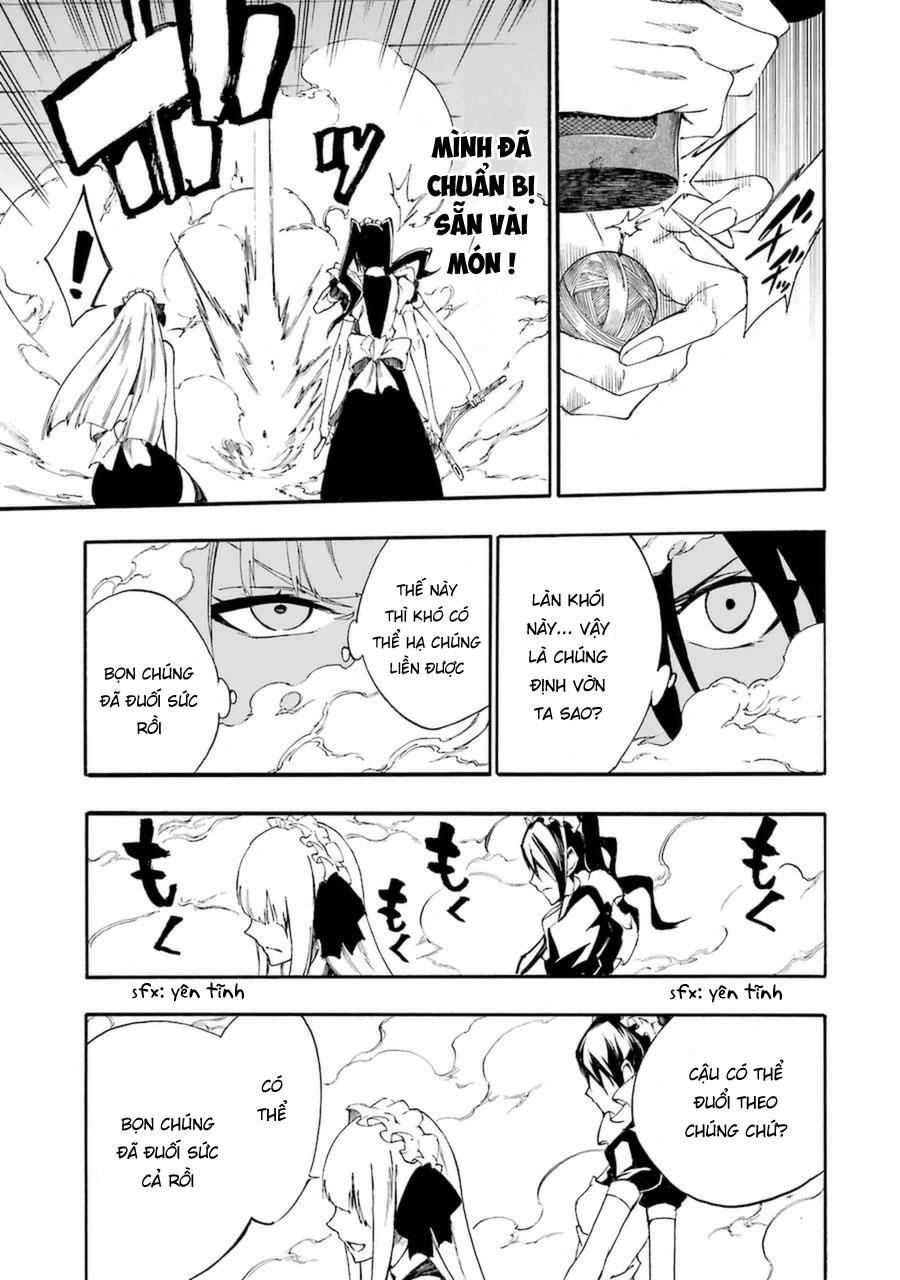 ギギッ
MÌNH ĐÃ
CHUẨN BỊ
SẴN VÀI
MÓN !
!
LÀN KHÓI
NÀY... VẬY
LÀ CHÚNG
ĐỊNH VỜN
TA SAO?
THẾ NÀY
THÌ KHÓ CÓ
THỂ HẠ CHÚNG
LIỀN ĐƯỢC
BỌN CHÚNG
ĐÃ ĐUỐI SỨC
RỒI
もく
もく
もく
もく
sfx: yên tĩnh
sfx: yên tĩnh
CẬU CÓ THỂ
ĐUỔI THEO
CHÚNG CHỨ?
CÓ
THỂ
BỌN CHÚNG
ĐÃ ĐUỐI SỨC
CẢ RỒI